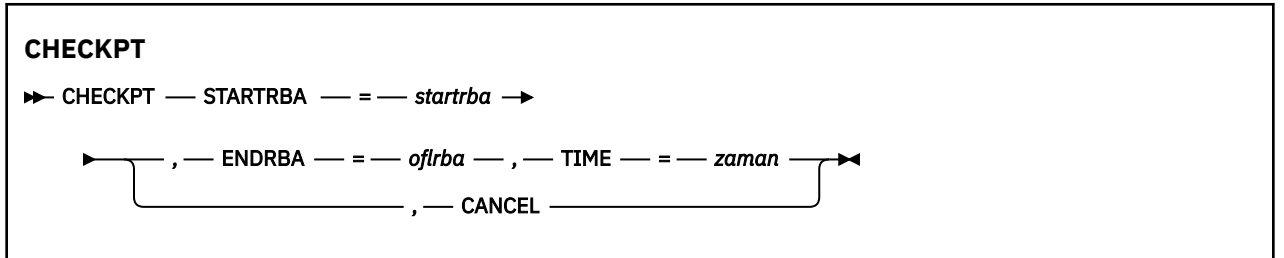 CHECKPT
CHECKPT STARTRBA = startrba
, ENDRBA = oflrba , TIME = zaman
, CANCEL